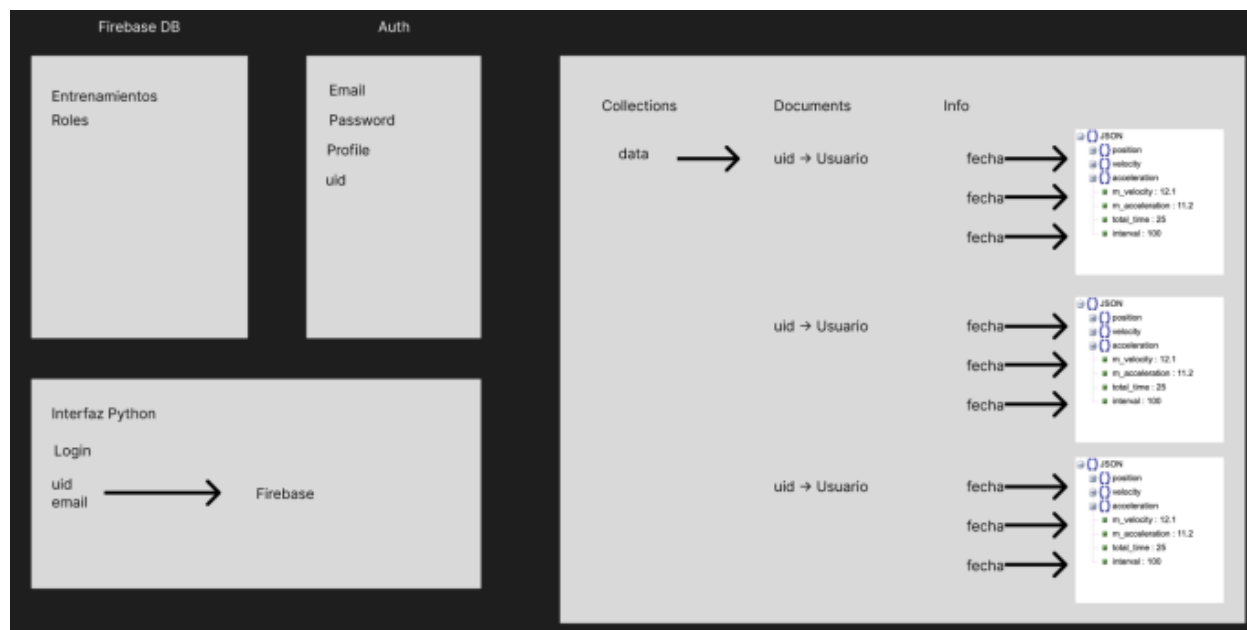 Firebase DB
Entrenamientos
Roles
Auth
Email
Password
Profile
uid
Interfaz Python
Login
uid
email
Firebase
Collections
Documents
Info
data
uid → Usuario
fecha
fecha
fecha
JSON
position
velocity
acceleration
m_velocity : 12.1
m_acceleration : 11.2
total_time : 25
interval : 100
uid → Usuario
fecha
fecha
fecha
JSON
position
velocity
acceleration
m_velocity : 12.1
m_acceleration : 11.2
total_time : 25
interval : 100
uid → Usuario
fecha
fecha
fecha
JSON
position
velocity
acceleration
m_velocity : 12.1
m_acceleration : 11.2
total_time : 25
interval : 100